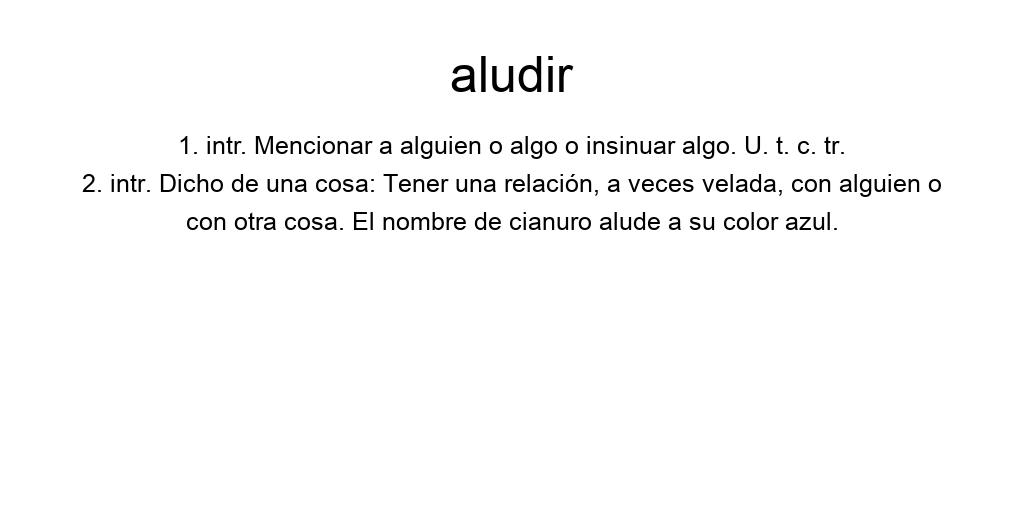 aludir
1. intr. Mencionar a alguien o algo o insinuar algo. U. t. c. tr.
2. intr. Dicho de una cosa: Tener una relación, a veces velada, con alguien o
con otra cosa. El nombre de cianuro alude a su color azul.